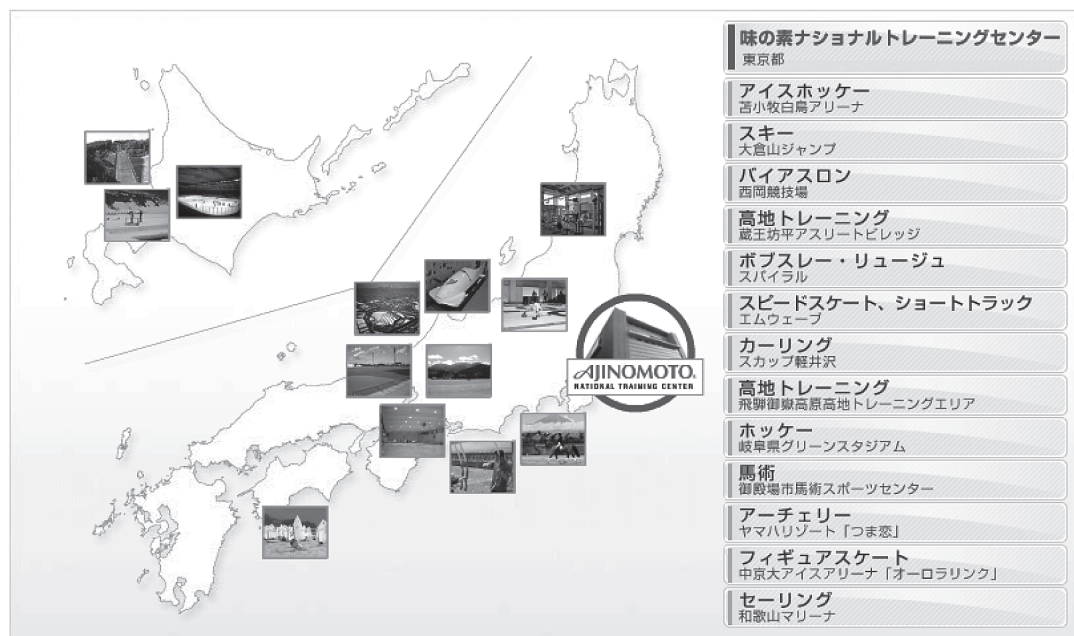 AJINOMOTO®
NATIONAL TRAINING CENTER
味の素ナショナルトレーニングセンター
東京都
アイスホッケー
苫小牧白鳥アリーナ
スキー
大倉山ジャンプ
バイアスロン
西岡競技場
高地トレーニング
蔵王坊平アスリートビレッジ
ボブスレー・リュージュ
スパイラル
スピードスケート、ショートトラック
エムウェーブ
カーリング
スカップ軽井沢
高地トレーニング
飛騨御嶽高原高地トレーニングエリア
ホッケー
岐阜県グリーンスタジアム
馬術
御殿場市馬術スポーツセンター
アーチェリー
ヤマハリゾート「つま恋」
フィギュアスケート
中京大アイスアリーナ「オーロラリンク」
セーリング
和歌山マリーナ